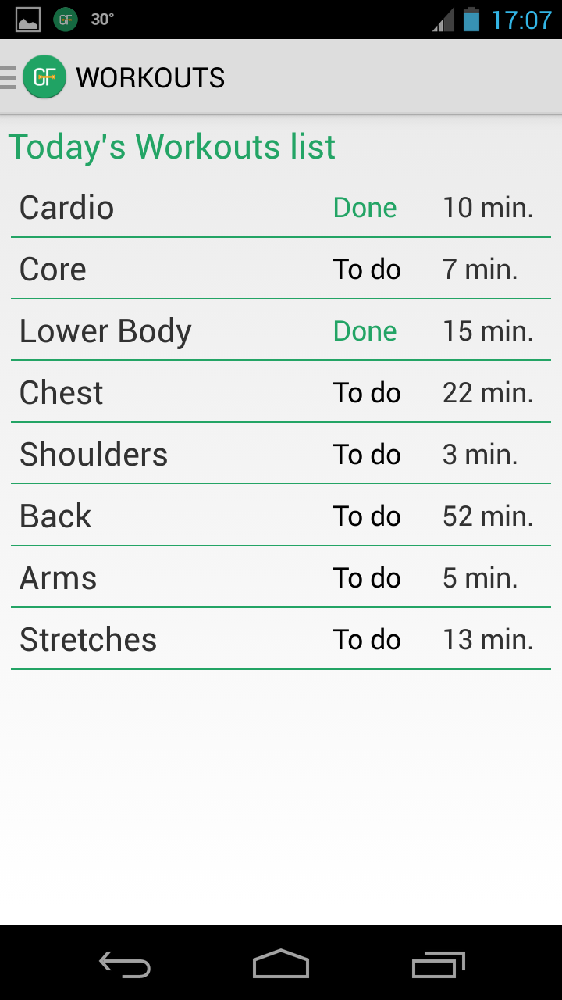 GF 30° 17:07
GF WORKOUTS
Today's Workouts list
Cardio Done 10 min.
Core To do 7 min.
Lower Body Done 15 min.
Chest To do 22 min.
Shoulders To do 3 min.
Back To do 52 min.
Arms To do 5 min.
Stretches To do 13 min.